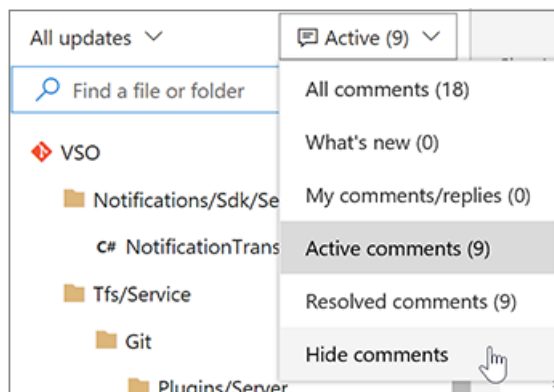 All updates
Active (9)
Find a file or folder
All comments (18)
What's new (0)
VSO
My comments/replies (0)
Notifications/Sdk/Se
C# NotificationTrans
Active comments (9)
Tfs/Service
Resolved comments (9)
Git
Hide comments
Plugins/Server